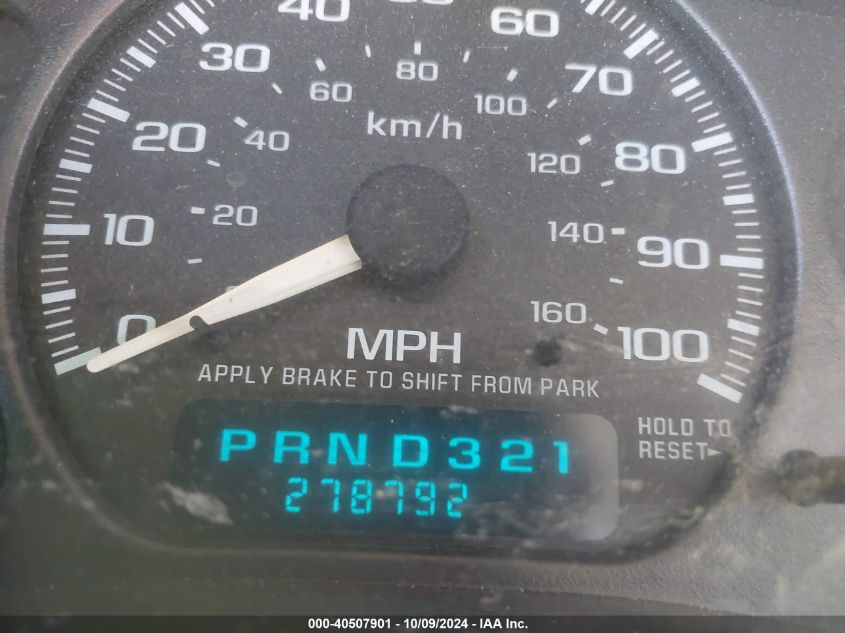 40 60
30 70
60 80 100
km/h
20 40 120 80
10 20 140 90
0 160 100
MPH
APPLY BRAKE TO SHIFT FROM PARK
HOLD TO
RESET
PRND321
278792
000-40507901 - 10/09/2024 - IAA Inc.